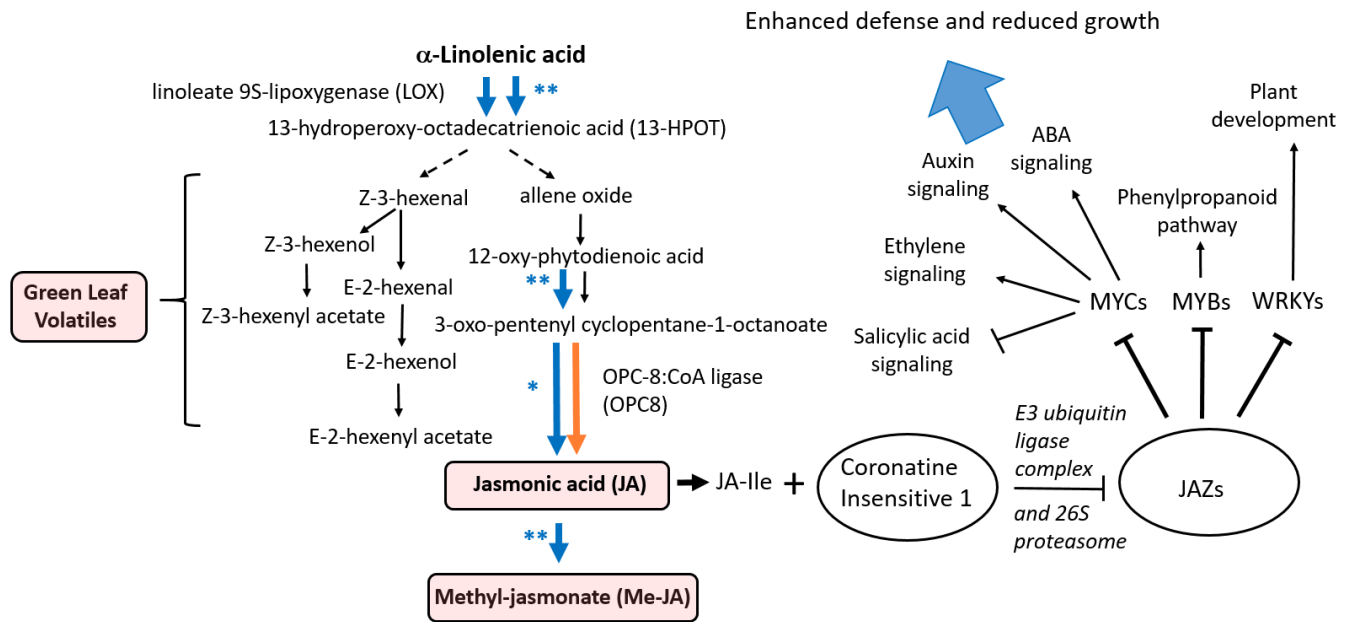 Enhanced defense and reduced growth
α-Linolenic acid
linoleate 9S-lipoxygenase (LOX)
**
13-hydroperoxy-octadecatrienoic acid (13-HPOT)
Z-3-hexenal
allene oxide
Z-3-hexenol
12-oxy-phytodienoic acid
**
E-2-hexenal
Z-3-hexenyl acetate
3-oxo-pentenyl cyclopentane-1-octanoate
E-2-hexenol
*
OPC-8:CoA ligase
(OPC8)
E-2-hexenyl acetate
Green Leaf
Volatiles
Jasmonic acid (JA)
JA-Ile
+
Coronatine
Insensitive 1
**
Methyl-jasmonate (Me-JA)
E3 ubiquitin
ligase
complex
and 26S
proteasome
JAZs
MYCs
MYBs
WRKYs
Auxin
signaling
ABA
signaling
Ethylene
signaling
Salicylic acid
signaling
Phenylpropanoid
pathway
Plant
development